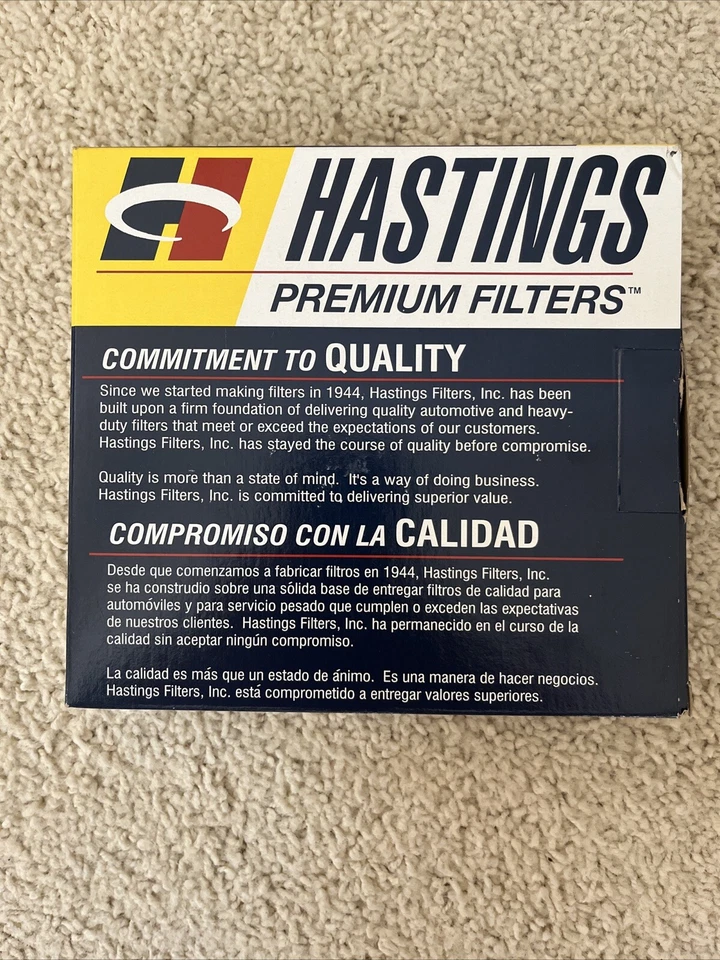 HASTINGS
PREMIUM FILTERS™
COMMITMENT TO QUALITY
Since we started making filters in 1944, Hastings Filters, Inc. has been
built upon a firm foundation of delivering quality automotive and heavy-
duty filters that meet or exceed the expectations of our customers.
Hastings Filters, Inc. has stayed the course of quality before compromise.
Quality is more than a state of mind. It's a way of doing business.
Hastings Filters, Inc. is committed to delivering superior value.
COMPROMISO CON LA CALIDAD
Desde que comenzamos a fabricar filtros en 1944, Hastings Filters, Inc.
se ha construdio sobre una sólida base de entregar filtros de calidad para
automóviles y para servicio pesado que cumplen o exceden las expectativas
de nuestros clientes. Hastings Filters, Inc. ha permanecido en el curso de la
calidad sin aceptar ningún compromiso.
La calidad es más que un estado de ánimo. Es una manera de hacer negocios.
Hastings Filters, Inc. está comprometido a entregar valores superiores.